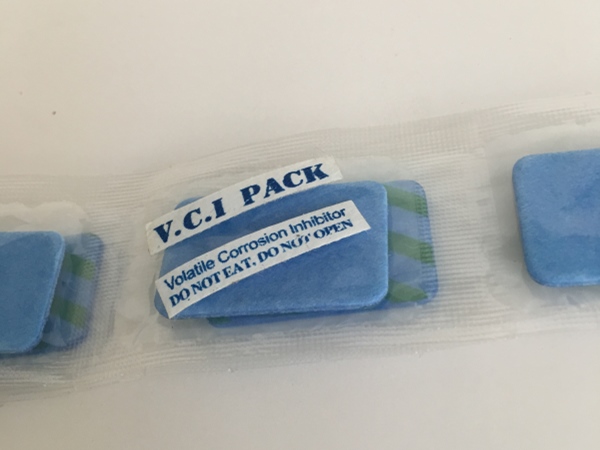 V.C.I PACK
Volatile Corrosion Inhibitor
DO NOT EAT, DO NOT OPEN